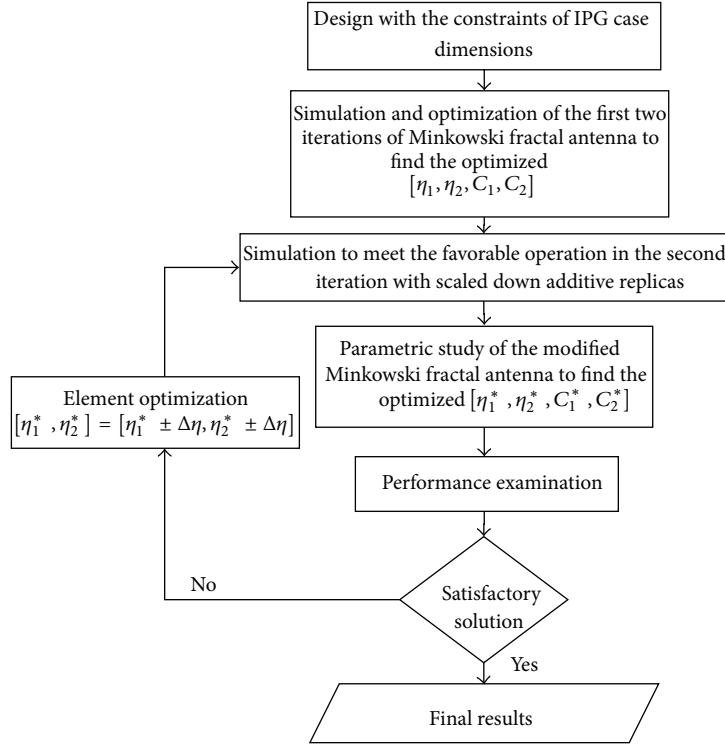 Design with the constraints of IPG case
dimensions
Simulation and optimization of the first two
iterations of Minkowski fractal antenna to
find the optimized
[η₁, η₂, C₁, C₂]
Simulation to meet the favorable operation in the second
iteration with scaled down additive replicas
Parametric study of the modified
Minkowski fractal antenna to find the
optimized [η₁*, η₂*, C₁*, C₂*]
Element optimization
[η₁*, η₂*] = [η₁* ± Δη, η₂* ± Δη]
Performance examination
Satisfactory
solution
No
Yes
Final results